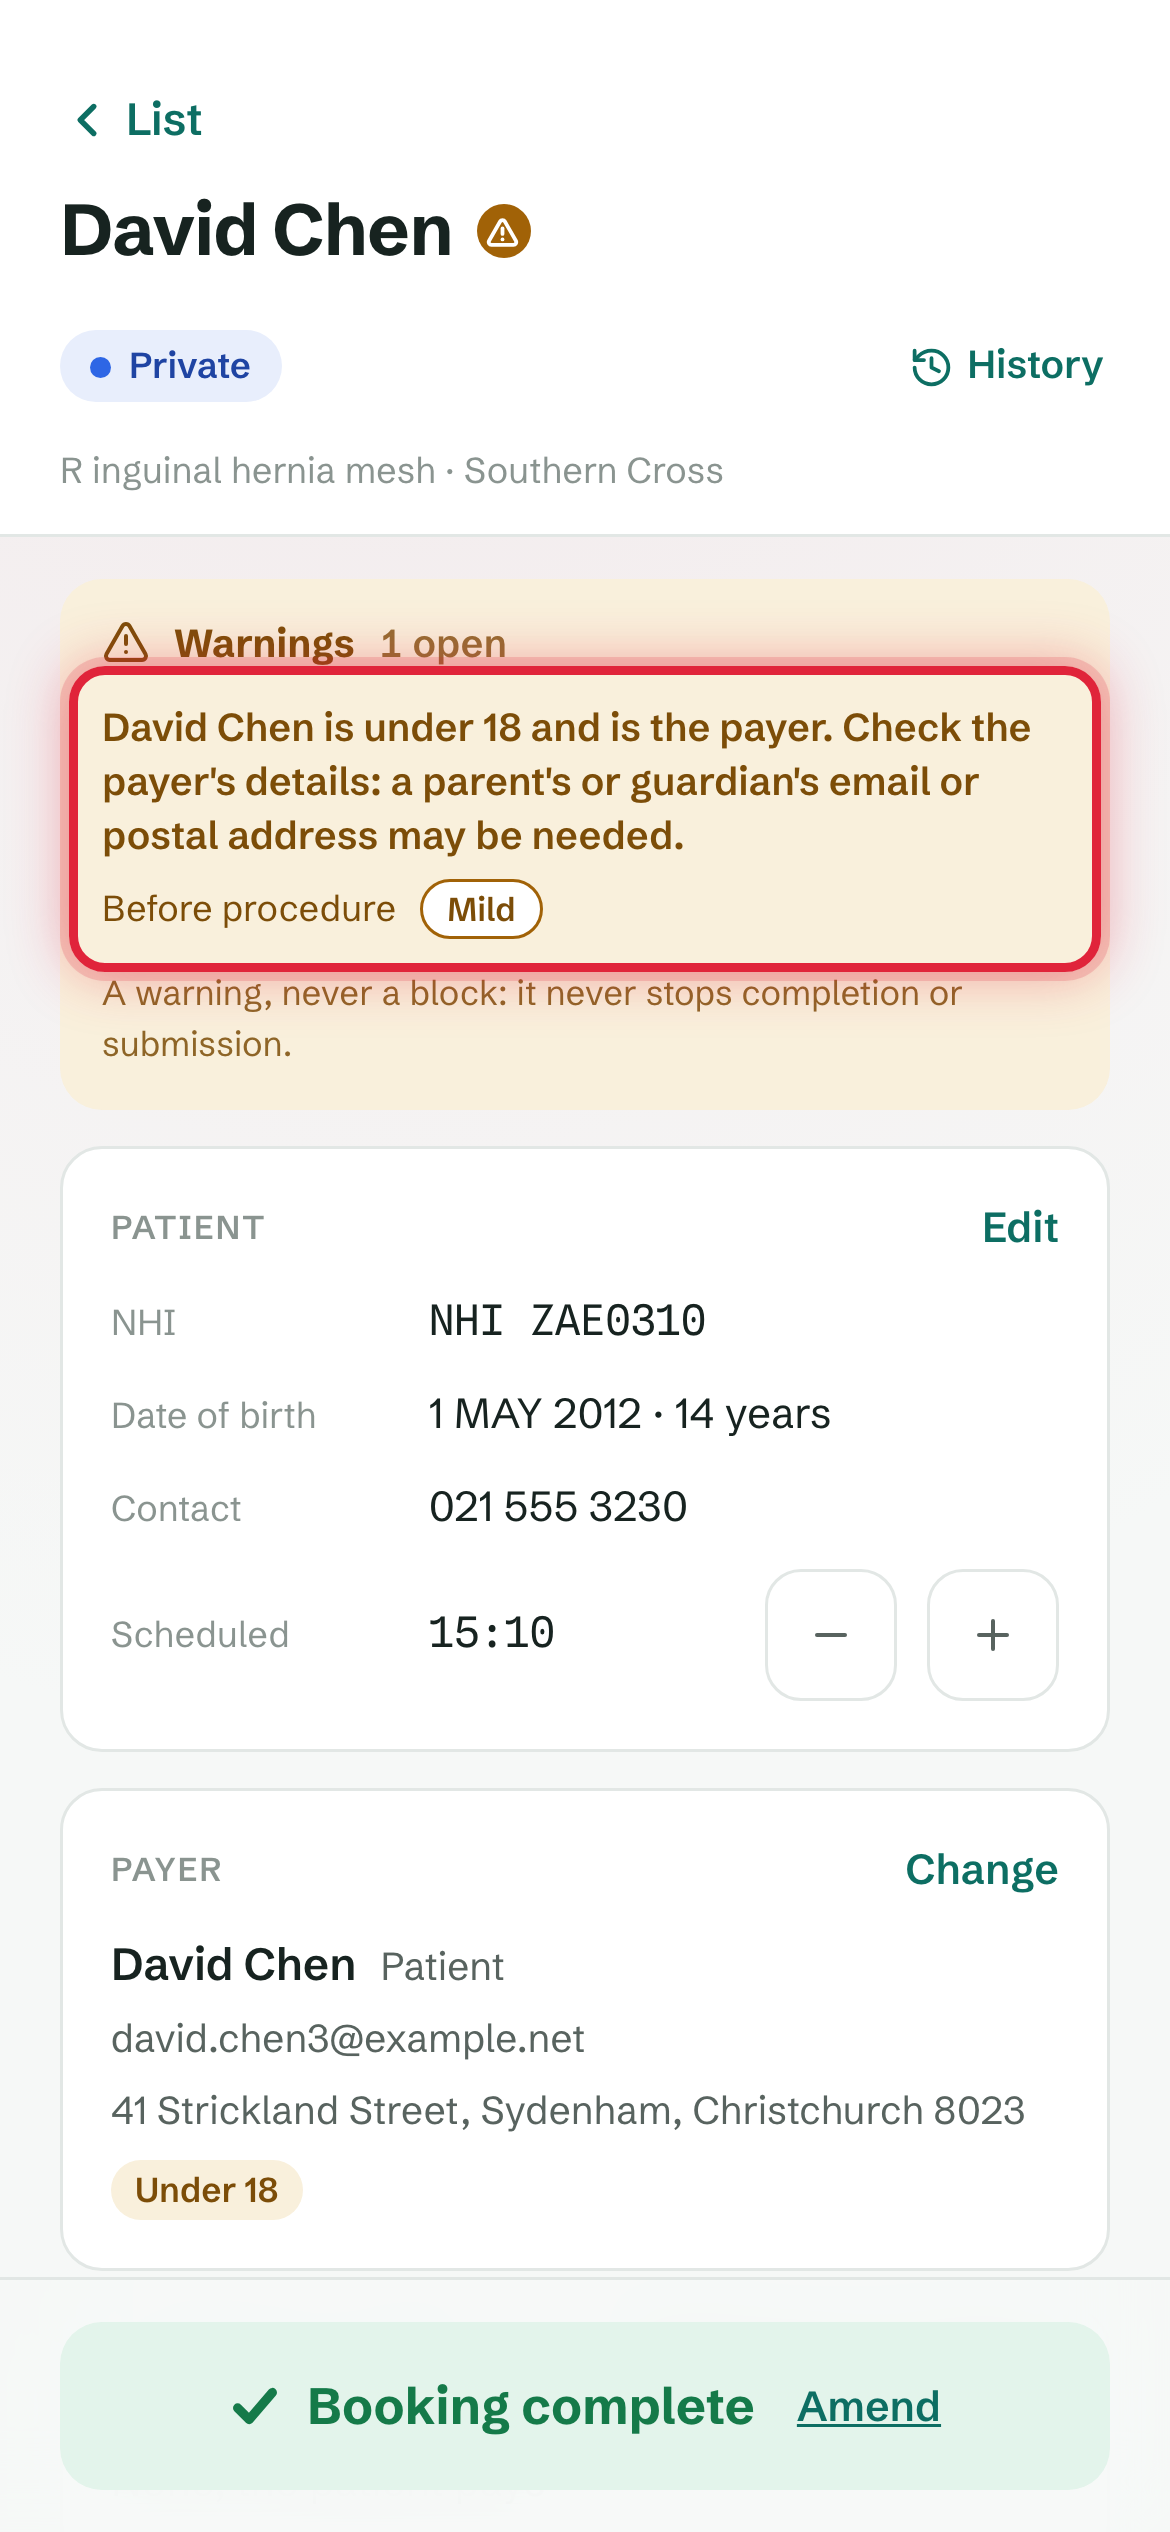 List
David Chen
Private
History
R inguinal hernia mesh · Southern Cross
Warnings 1 open
David Chen is under 18 and is the payer. Check the
payer's details: a parent's or guardian's email or
postal address may be needed.
Before procedure Mild
A warning, never a block: it never stops completion or
submission.
PATIENT Edit
NHI NHI ZAE0310
Date of birth 1 MAY 2012 · 14 years
Contact 021 555 3230
Scheduled 15:10
PAYER Change
David Chen Patient
david.chen3@example.net
41 Strickland Street, Sydenham, Christchurch 8023
Under 18
Booking complete Amend